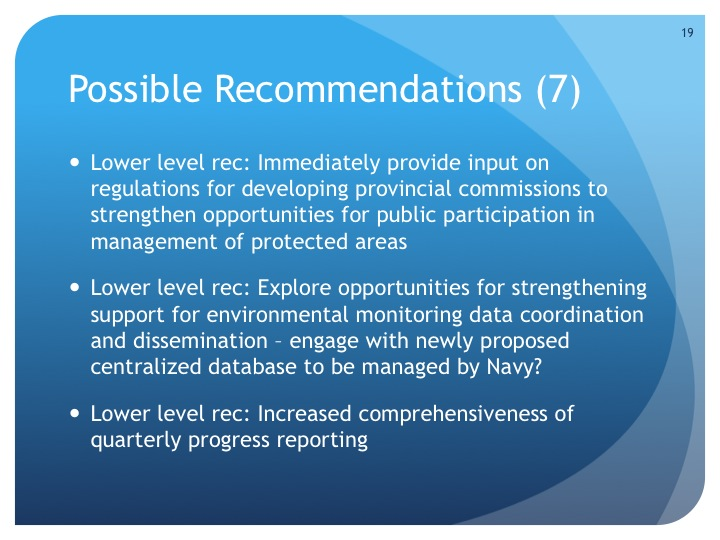 19
Possible Recommendations (7)
• Lower level rec: Immediately provide input on
regulations for developing provincial commissions to
strengthen opportunities for public participation in
management of protected areas
• Lower level rec: Explore opportunities for strengthening
support for environmental monitoring data coordination
and dissemination – engage with newly proposed
centralized database to be managed by Navy?
• Lower level rec: Increased comprehensiveness of
quarterly progress reporting